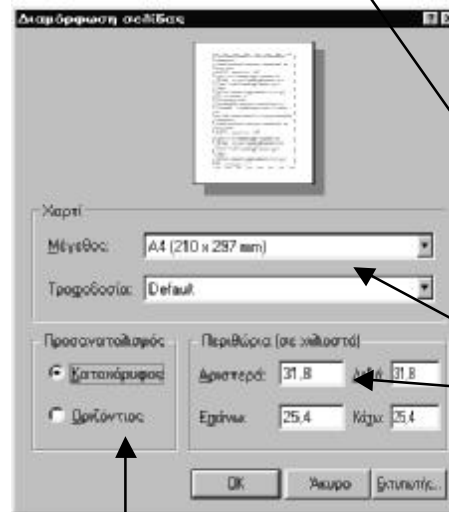 Διαμόρφωση σελίδας
Χαρτί
Μέγεθος: A4 (210 x 297 mm)
Τροφοδοσία: Default
Προσανατολισμός
Κατακόρυφος
Οριζόντιος
Περιθώρια (σε χιλιοστά)
Αριστερά: 31,8 Δεξιά: 31,8
Επάνω: 25,4 Κάτω: 25,4
OK Άκυρο Εκτυπωτής...